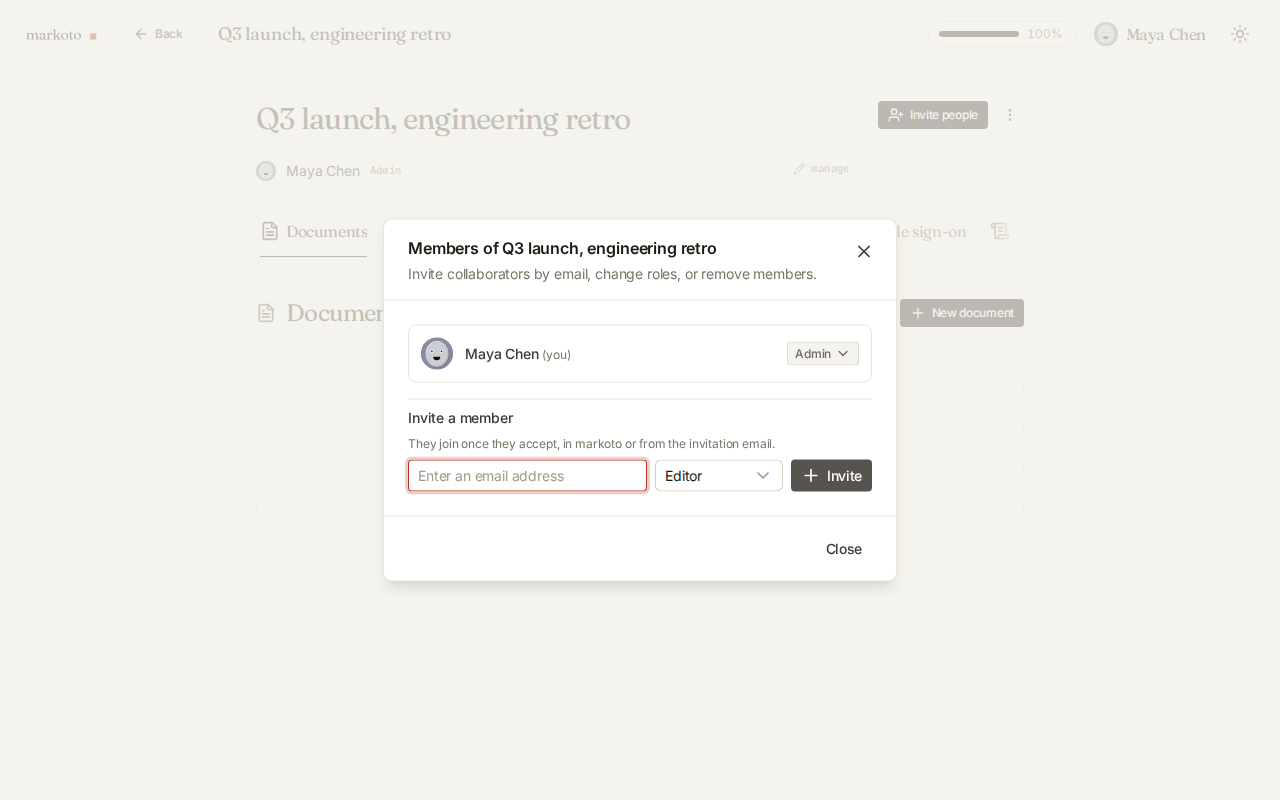 markoto
Back
Q3 launch, engineering retro
100%
Maya Chen
Q3 launch, engineering retro
Invite people
Maya Chen Admin
manage
Documents
le sign-on
Members of Q3 launch, engineering retro
Invite collaborators by email, change roles, or remove members.
Documen
New document
Maya Chen (you)
Admin
Invite a member
They join once they accept, in markoto or from the invitation email.
Enter an email address
Editor
Invite
Close